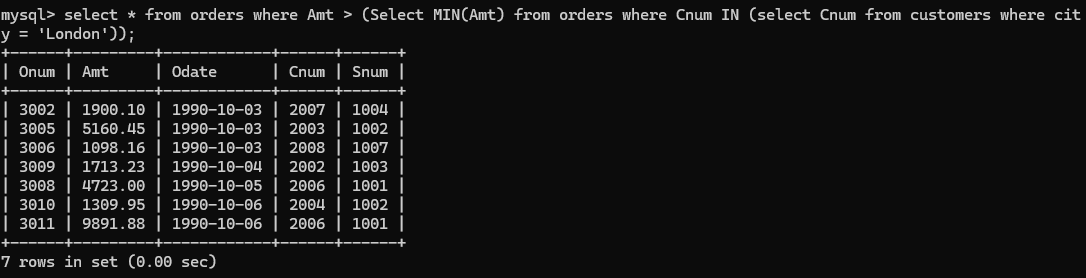 mysql> select * from orders where Amt > (Select MIN(Amt) from orders where Cnum IN (select Cnum from customers where cit
y = 'London'));
+------+---------+------------+------+------+
| Onum | Amt     | Odate      | Cnum | Snum |
+------+---------+------------+------+------+
| 3002 | 1900.10 | 1990-10-03 | 2007 | 1004 |
| 3005 | 5160.45 | 1990-10-03 | 2003 | 1002 |
| 3006 | 1098.16 | 1990-10-03 | 2008 | 1007 |
| 3009 | 1713.23 | 1990-10-04 | 2002 | 1003 |
| 3008 | 4723.00 | 1990-10-05 | 2006 | 1001 |
| 3010 | 1309.95 | 1990-10-06 | 2004 | 1002 |
| 3011 | 9891.88 | 1990-10-06 | 2006 | 1001 |
+------+---------+------------+------+------+
7 rows in set (0.00 sec)